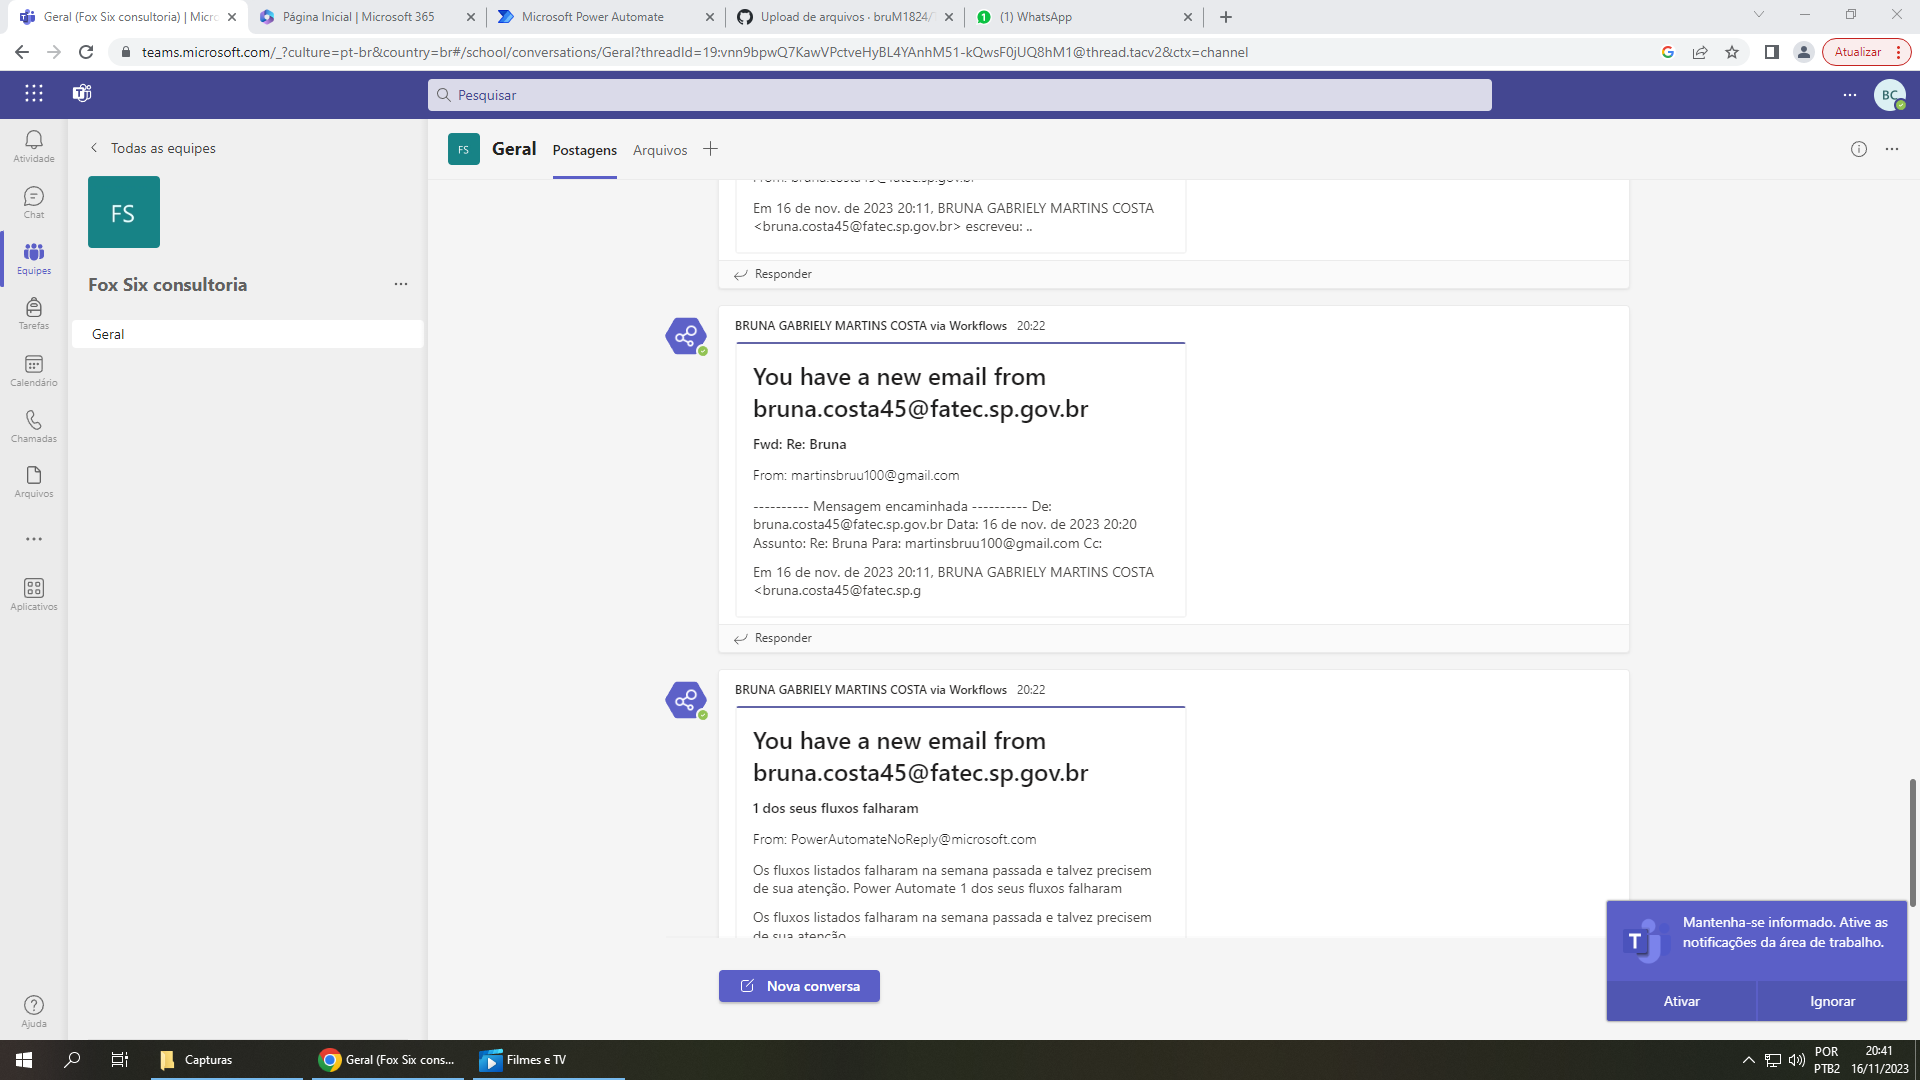 Geral (Fox Six consultoria) | Micro
Página Inicial | Microsoft 365
Microsoft Power Automate
Upload de arquivos · bruM1824/
(1) WhatsApp
teams.microsoft.com/_?culture=pt-br&country=br#/school/conversations/Geral?threadId=19:vnn9bpwQ7KawVPctveHyBL4YAnhM51-kQwsF0jUQ8hM1@thread.tacv2&ctx=channel
Atualizar
Pesquisar
BC
Atividade
Chat
Equipes
Tarefas
Calendário
Chamadas
Arquivos
Aplicativos
Ajuda
Todas as equipes
FS
Fox Six consultoria
Geral
FS
Geral
Postagens
Arquivos
From: bruna.costa45@fatec.sp.gov.br
Em 16 de nov. de 2023 20:11, BRUNA GABRIELY MARTINS COSTA
<bruna.costa45@fatec.sp.gov.br> escreveu: ..
Responder
BRUNA GABRIELY MARTINS COSTA via Workflows 20:22
You have a new email from
bruna.costa45@fatec.sp.gov.br
Fwd: Re: Bruna
From: martinsbruu100@gmail.com
---------- Mensagem encaminhada ---------- De:
bruna.costa45@fatec.sp.gov.br Data: 16 de nov. de 2023 20:20
Assunto: Re: Bruna Para: martinsbruu100@gmail.com Cc:
Em 16 de nov. de 2023 20:11, BRUNA GABRIELY MARTINS COSTA
<bruna.costa45@fatec.sp.g
Responder
BRUNA GABRIELY MARTINS COSTA via Workflows 20:22
You have a new email from
bruna.costa45@fatec.sp.gov.br
1 dos seus fluxos falharam
From: PowerAutomateNoReply@microsoft.com
Os fluxos listados falharam na semana passada e talvez precisem
de sua atenção. Power Automate 1 dos seus fluxos falharam
Os fluxos listados falharam na semana passada e talvez precisem
de sua atenção
Nova conversa
Mantenha-se informado. Ative as
notificações da área de trabalho.
Ativar
Ignorar
Capturas
Geral (Fox Six cons...
Filmes e TV
POR
PTB2
20:41
16/11/2023